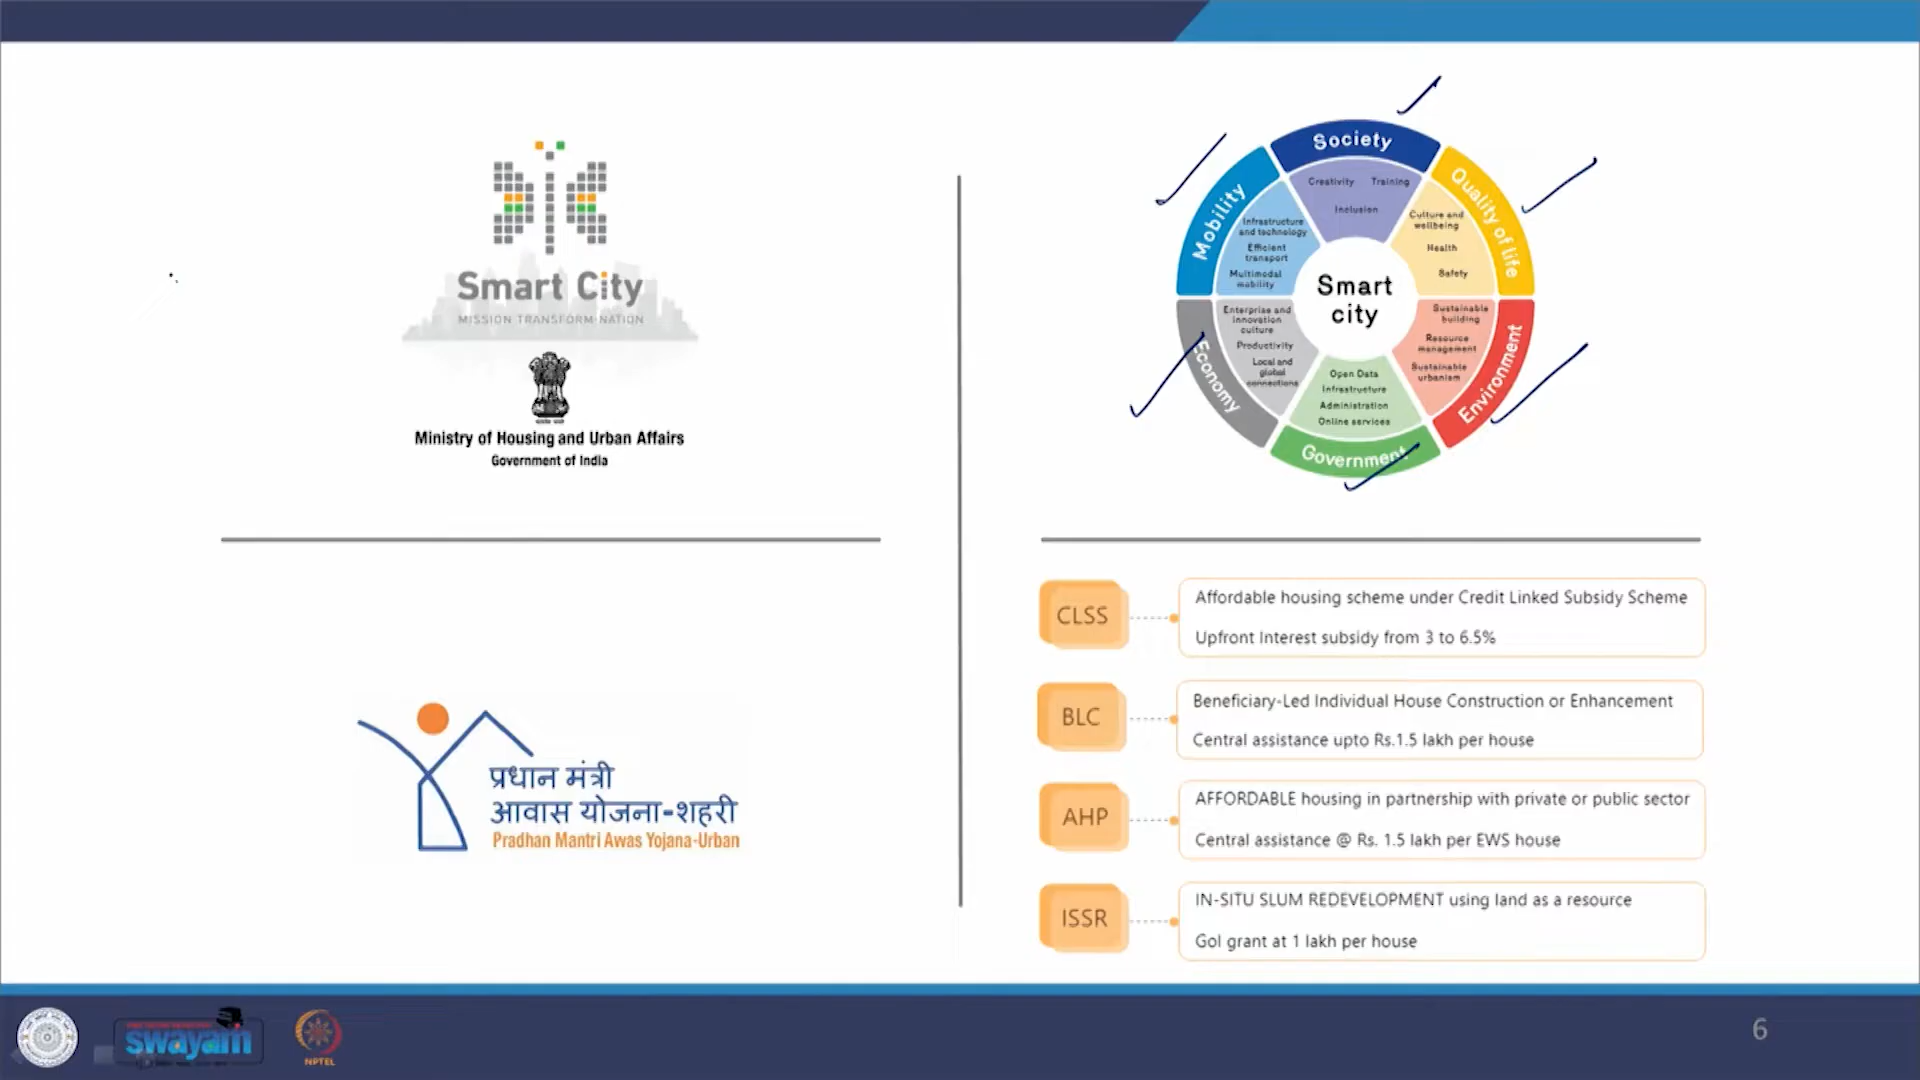 Smart City
MISSION TRANSFORM-NATION
Ministry of Housing and Urban Affairs
Government of India
Society
Creativity Training
Inclusion
Quality of life
Culture and
wellbeing
Health
Safety
Environment
Sustainable
building
Resource
management
Sustainable
urbanism
Government
Open Data
Infrastructure
Administration
Online services
Economy
Enterprise and
innovation
culture
Productivity
Local and
global
connections
Mobility
Infrastructure
and technology
Efficient
transport
Multimodal
mobility
Smart
city
प्रधान मंत्री
आवास योजना-शहरी
Pradhan Mantri Awas Yojana-Urban
CLSS
Affordable housing scheme under Credit Linked Subsidy Scheme
Upfront Interest subsidy from 3 to 6.5%
BLC
Beneficiary-Led Individual House Construction or Enhancement
Central assistance upto Rs.1.5 lakh per house
AHP
AFFORDABLE housing in partnership with private or public sector
Central assistance @ Rs. 1.5 lakh per EWS house
ISSR
IN-SITU SLUM REDEVELOPMENT using land as a resource
GoI grant at 1 lakh per house
swayam
NPTEL
6